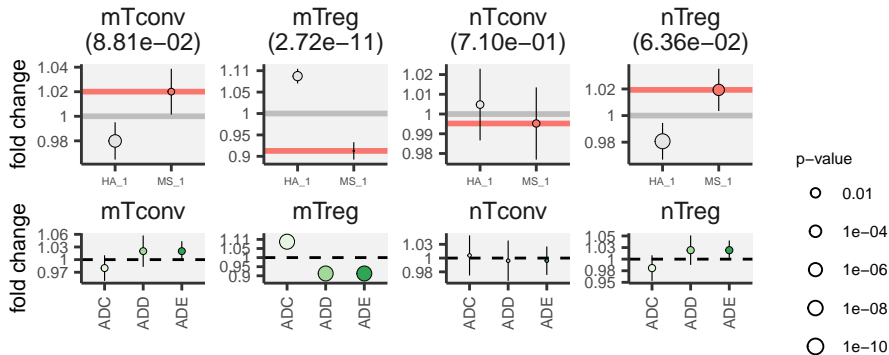 mTconv
(8.81e−02)
mTreg
(2.72e−11)
nTconv
(7.10e−01)
nTreg
(6.36e−02)
fold change
1.04
1.02
1
0.98
HA_1
MS_1
1.11
1.05
1
0.95
0.9
HA_1
MS_1
1.02
1.01
1
0.99
0.98
HA_1
MS_1
1.02
1
0.98
HA_1
MS_1
mTconv
mTreg
nTconv
nTreg
fold change
1.06
1.03
1
0.97
ADC
ADD
ADE
1.11
1.05
1
0.95
0.9
ADC
ADD
ADE
1.03
1
0.98
ADC
ADD
ADE
1.05
1.03
1
0.98
0.95
ADC
ADD
ADE
p−value
0.01
1e−04
1e−06
1e−08
1e−10